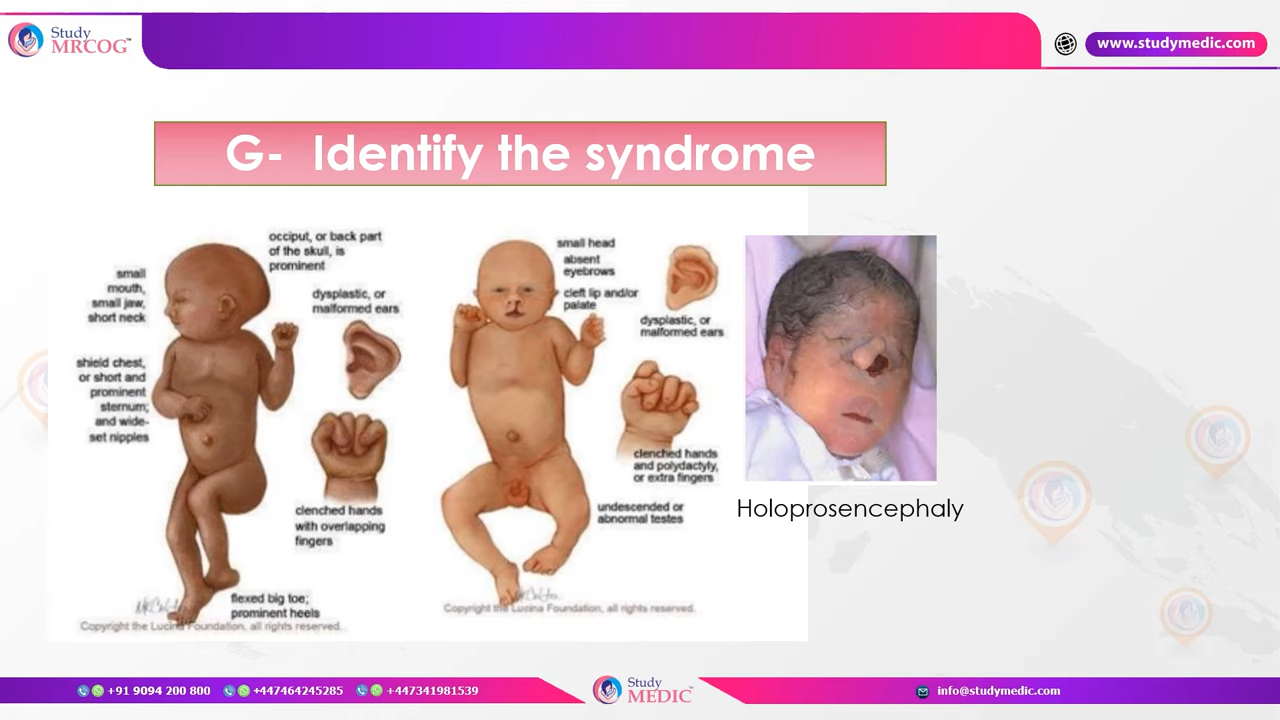 Study
MRCOG™
www.studymedic.com
G- Identify the syndrome
occiput, or back part
of the skull, is
prominent
small
mouth,
small jaw,
short neck
dysplastic, or
malformed ears
shield chest,
or short and
prominent
sternum;
and wide-
set nipples
clenched hands
with overlapping
fingers
flexed big toe;
prominent heels
Copyright the Lucina Foundation, all rights reserved.
small head
absent
eyebrows
cleft lip and/or
palate
dysplastic, or
malformed ears
clenched hands
and polydactyly,
or extra fingers
undescended or
abnormal testes
Copyright the Lucina Foundation, all rights reserved.
Holoprosencephaly
+91 9094 200 800
+447464245285
+447341981539
Study
MEDIC™
info@studymedic.com